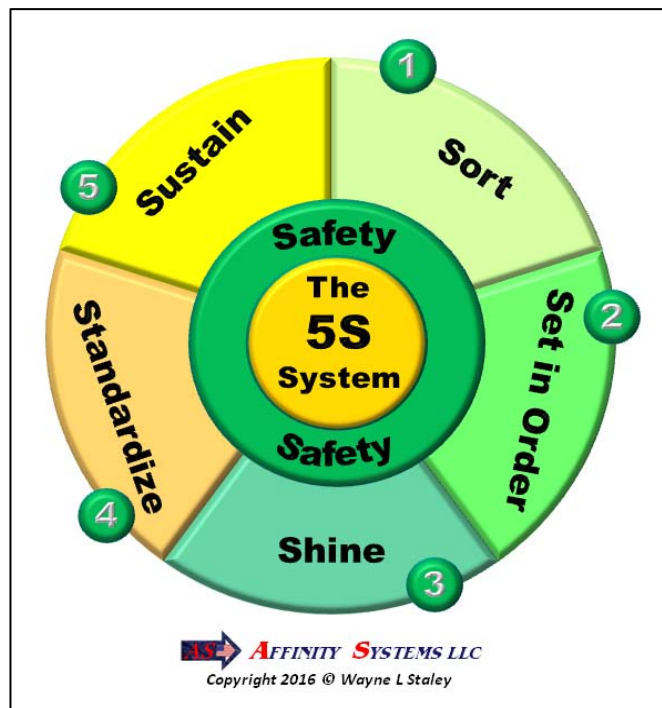 1
Sort
2
Set in Order
3
Shine
4
Standardize
5
Sustain
Safety
The
5S
System
Safety
AS AFFINITY SYSTEMS LLC
Copyright 2016 © Wayne L Staley